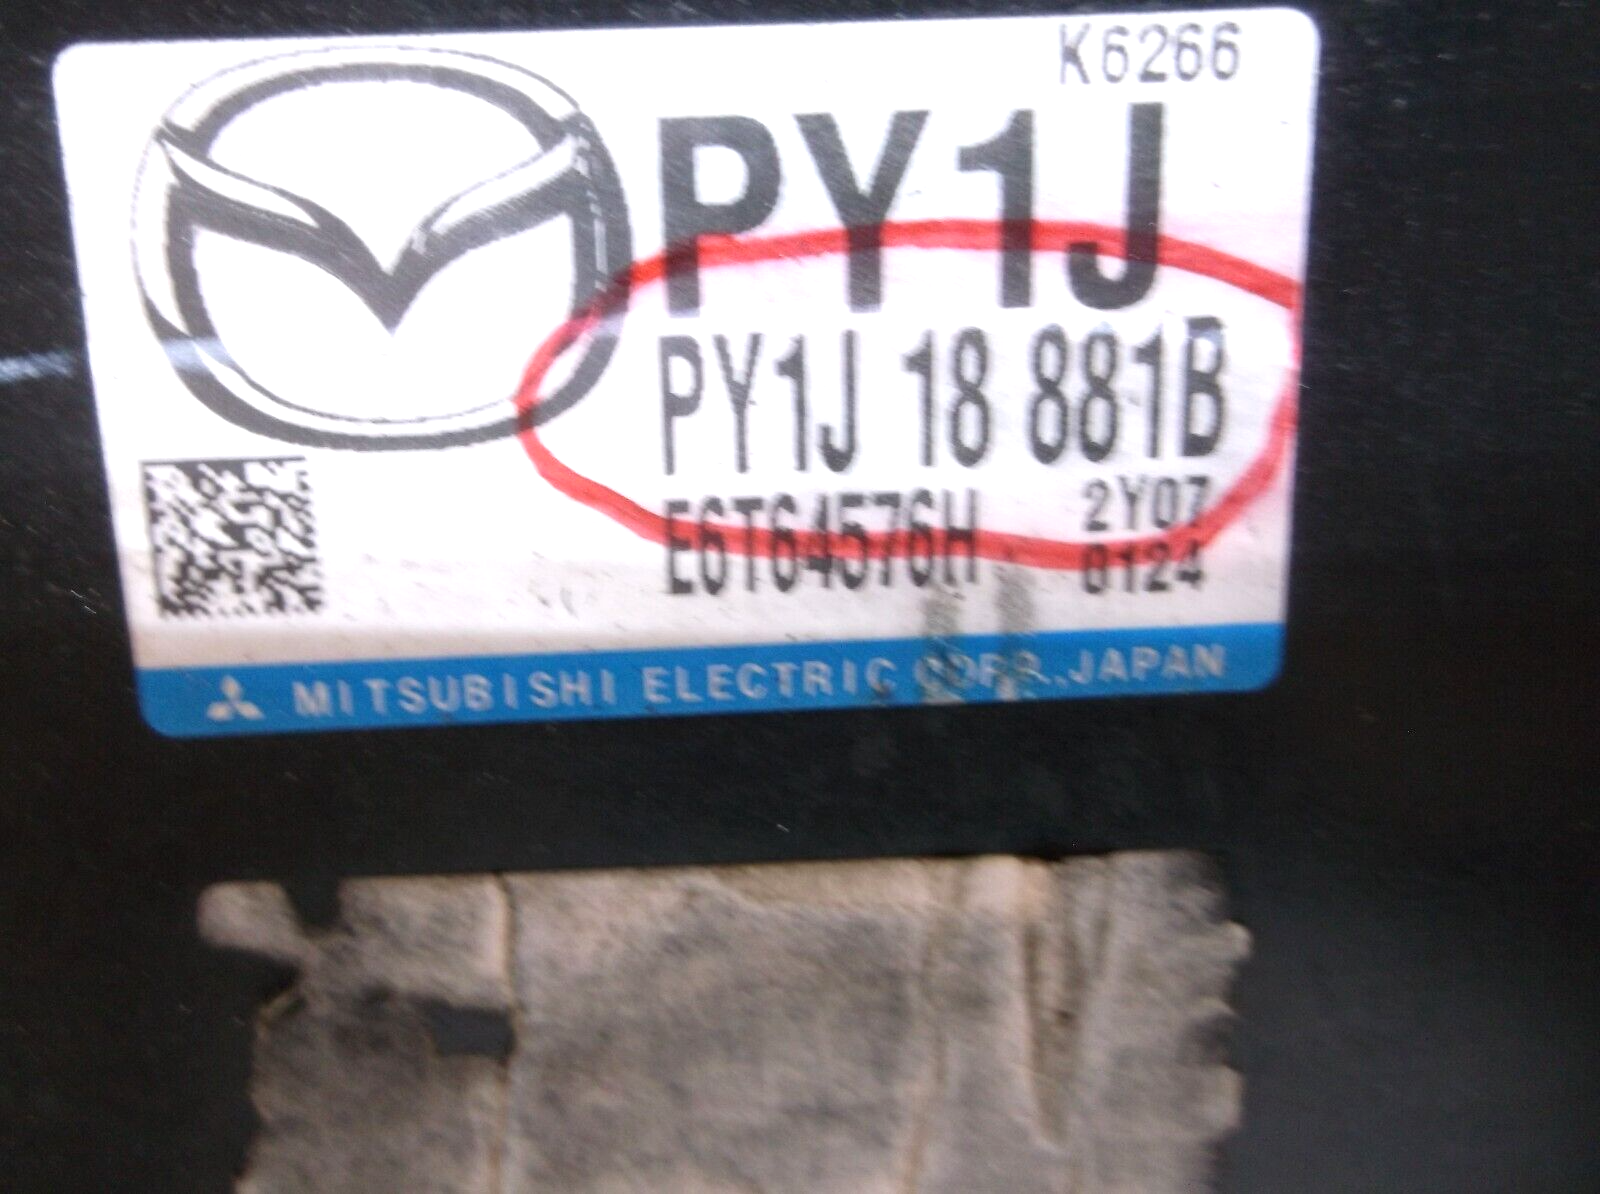 K6266
PY1J
PY1J 18 881B
E6T64576H
2Y07
0124
MITSUBISHI ELECTRIC CORP., JAPAN